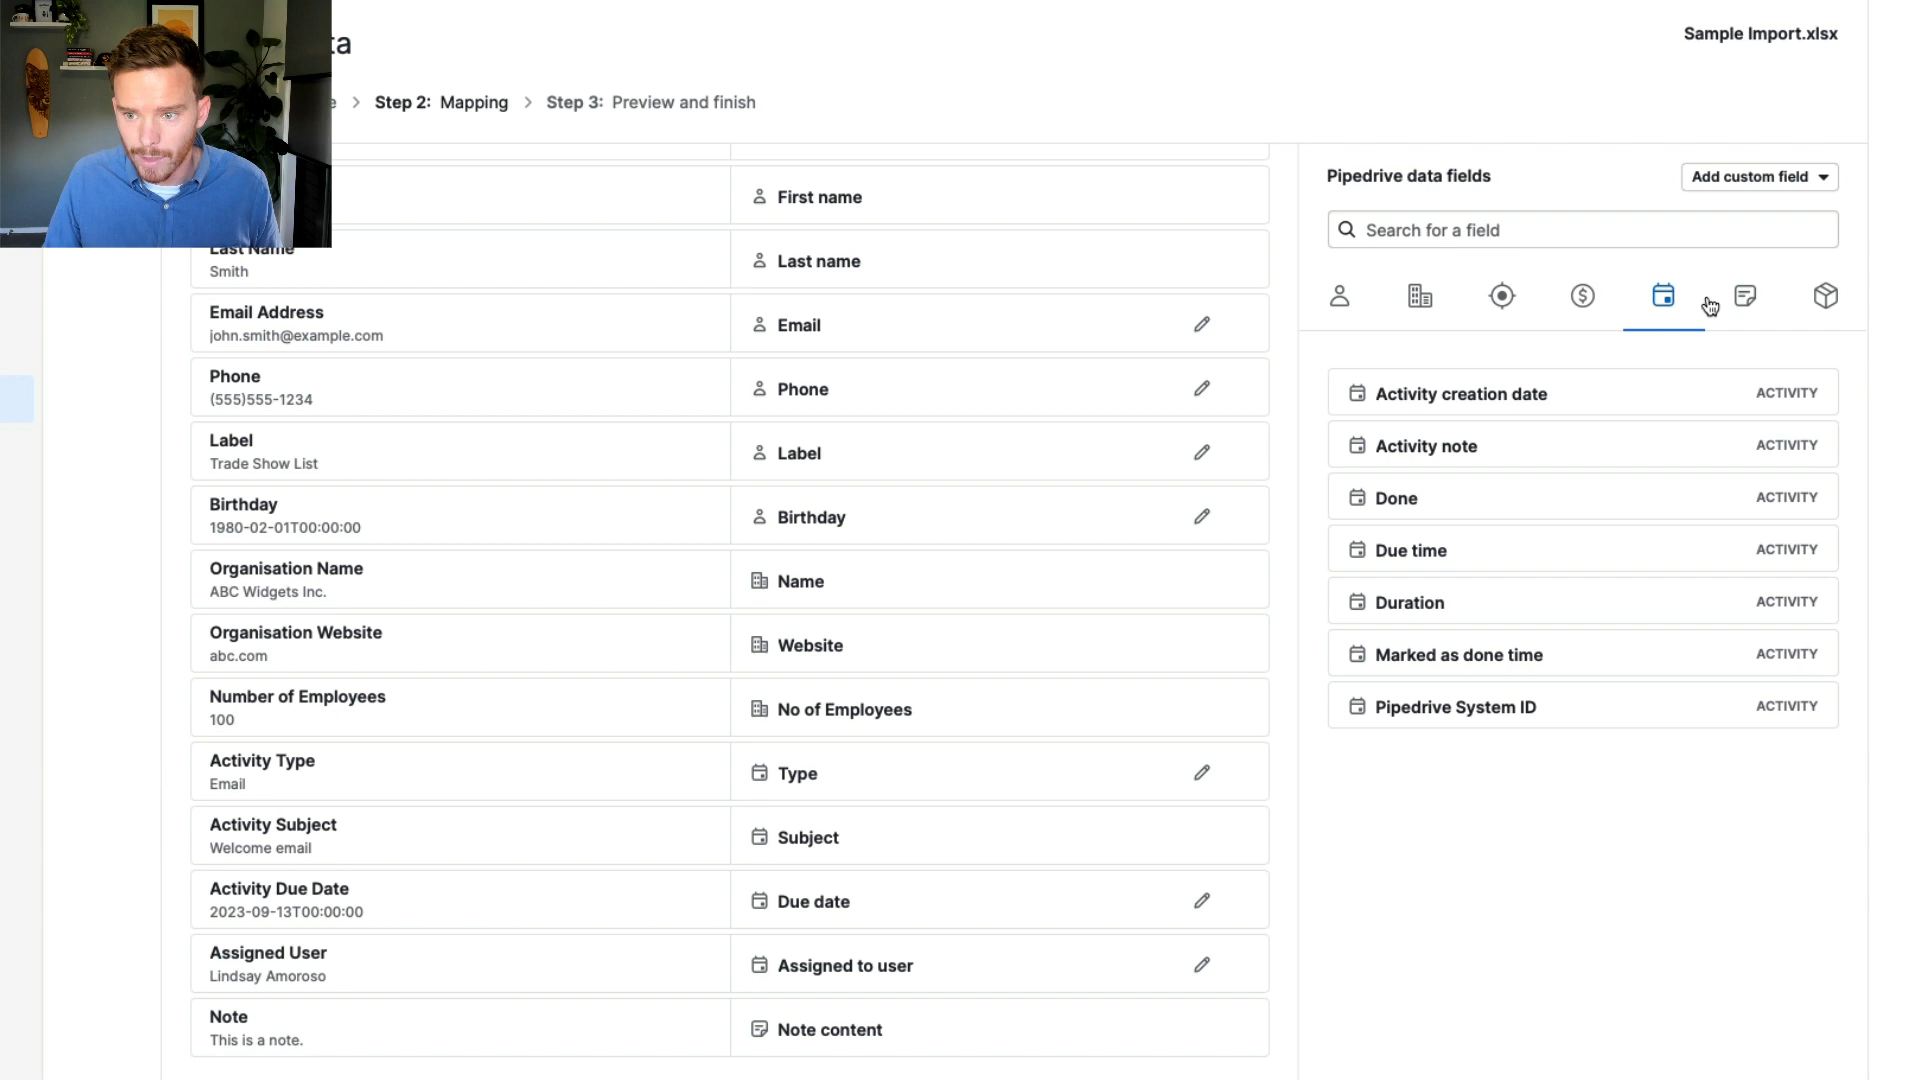 ta
Sample Import.xlsx
e > Step 2: Mapping > Step 3: Preview and finish
Pipedrive data fields
Add custom field
Search for a field
First name
Last Name
Smith
Last name
Email Address
john.smith@example.com
Email
Phone
(555)555-1234
Phone
Label
Trade Show List
Label
Birthday
1980-02-01T00:00:00
Birthday
Organisation Name
ABC Widgets Inc.
Name
Organisation Website
abc.com
Website
Number of Employees
100
No of Employees
Activity Type
Email
Type
Activity Subject
Welcome email
Subject
Activity Due Date
2023-09-13T00:00:00
Due date
Assigned User
Lindsay Amoroso
Assigned to user
Note
This is a note.
Note content
Activity creation date ACTIVITY
Activity note ACTIVITY
Done ACTIVITY
Due time ACTIVITY
Duration ACTIVITY
Marked as done time ACTIVITY
Pipedrive System ID ACTIVITY